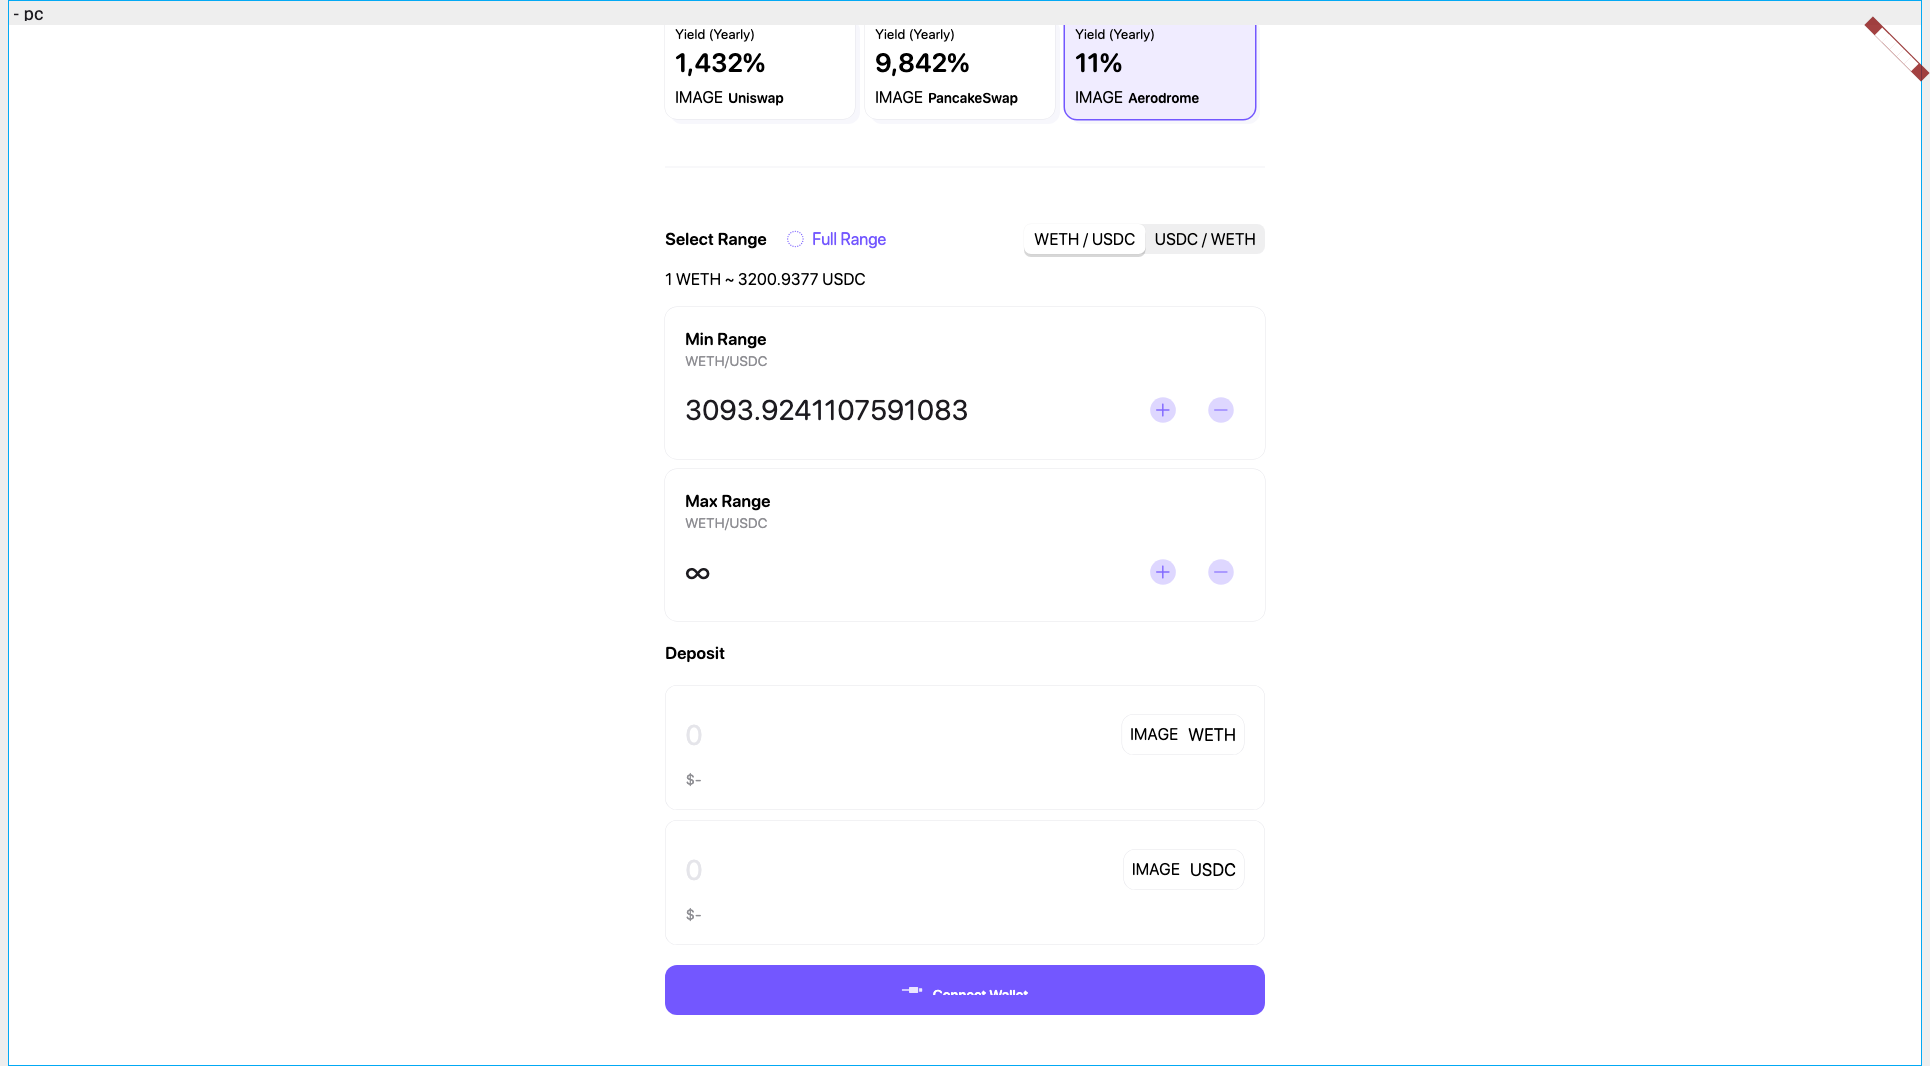 - pc
Yield (Yearly) Yield (Yearly) Yield (Yearly)
1,432% 9,842% 11%
IMAGE Uniswap IMAGE PancakeSwap IMAGE Aerodrome
Select Range Full Range WETH / USDC USDC / WETH
1 WETH ~ 3200.9377 USDC
Min Range
WETH/USDC
3093.9241107591083
Max Range
WETH/USDC
∞
Deposit
0 IMAGE WETH
$-
0 IMAGE USDC
$-
Connect Wallet